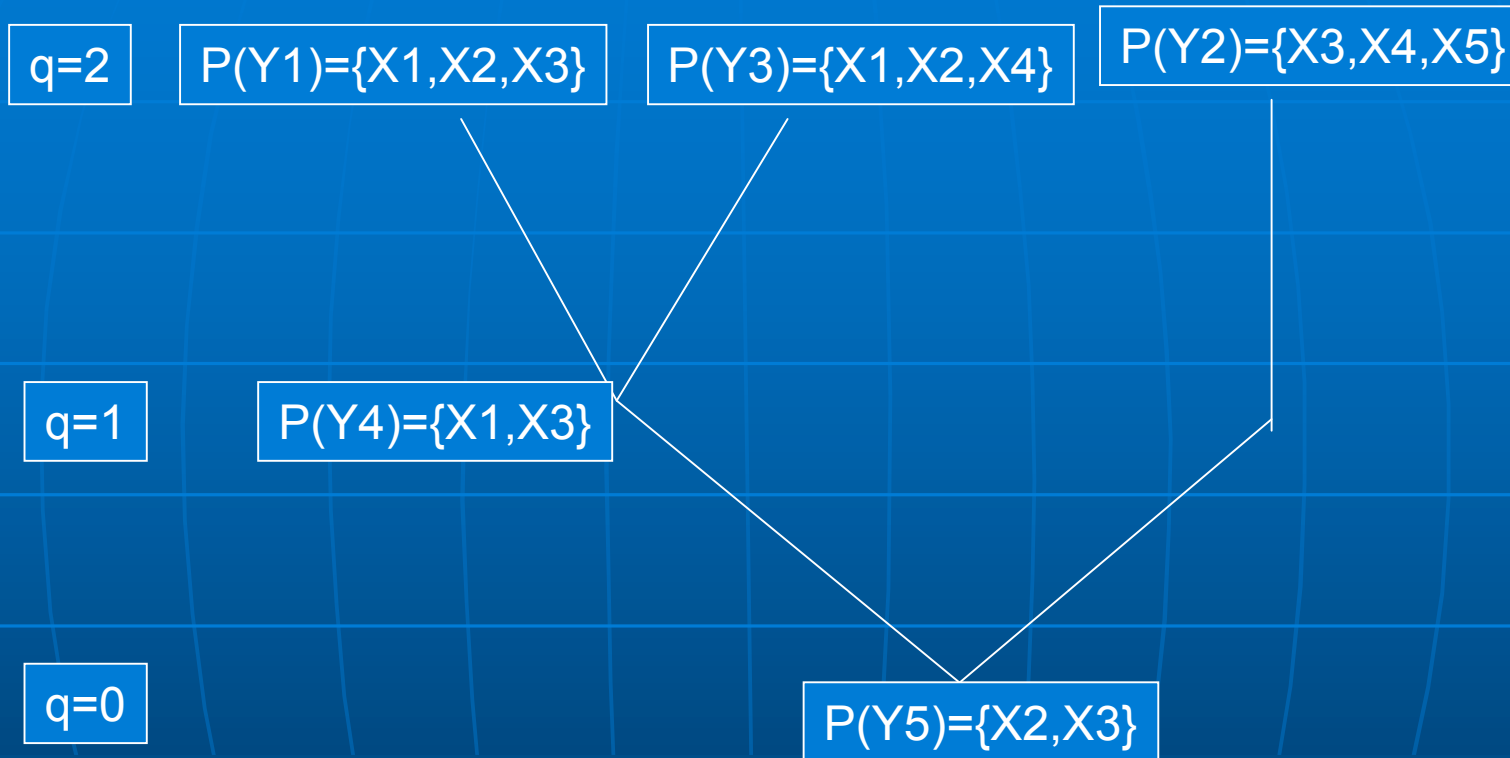 q=2
P(Y1)={X1,X2,X3}
P(Y3)={X1,X2,X4}
P(Y2)={X3,X4,X5}
q=1
P(Y4)={X1,X3}
q=0
P(Y5)={X2,X3}